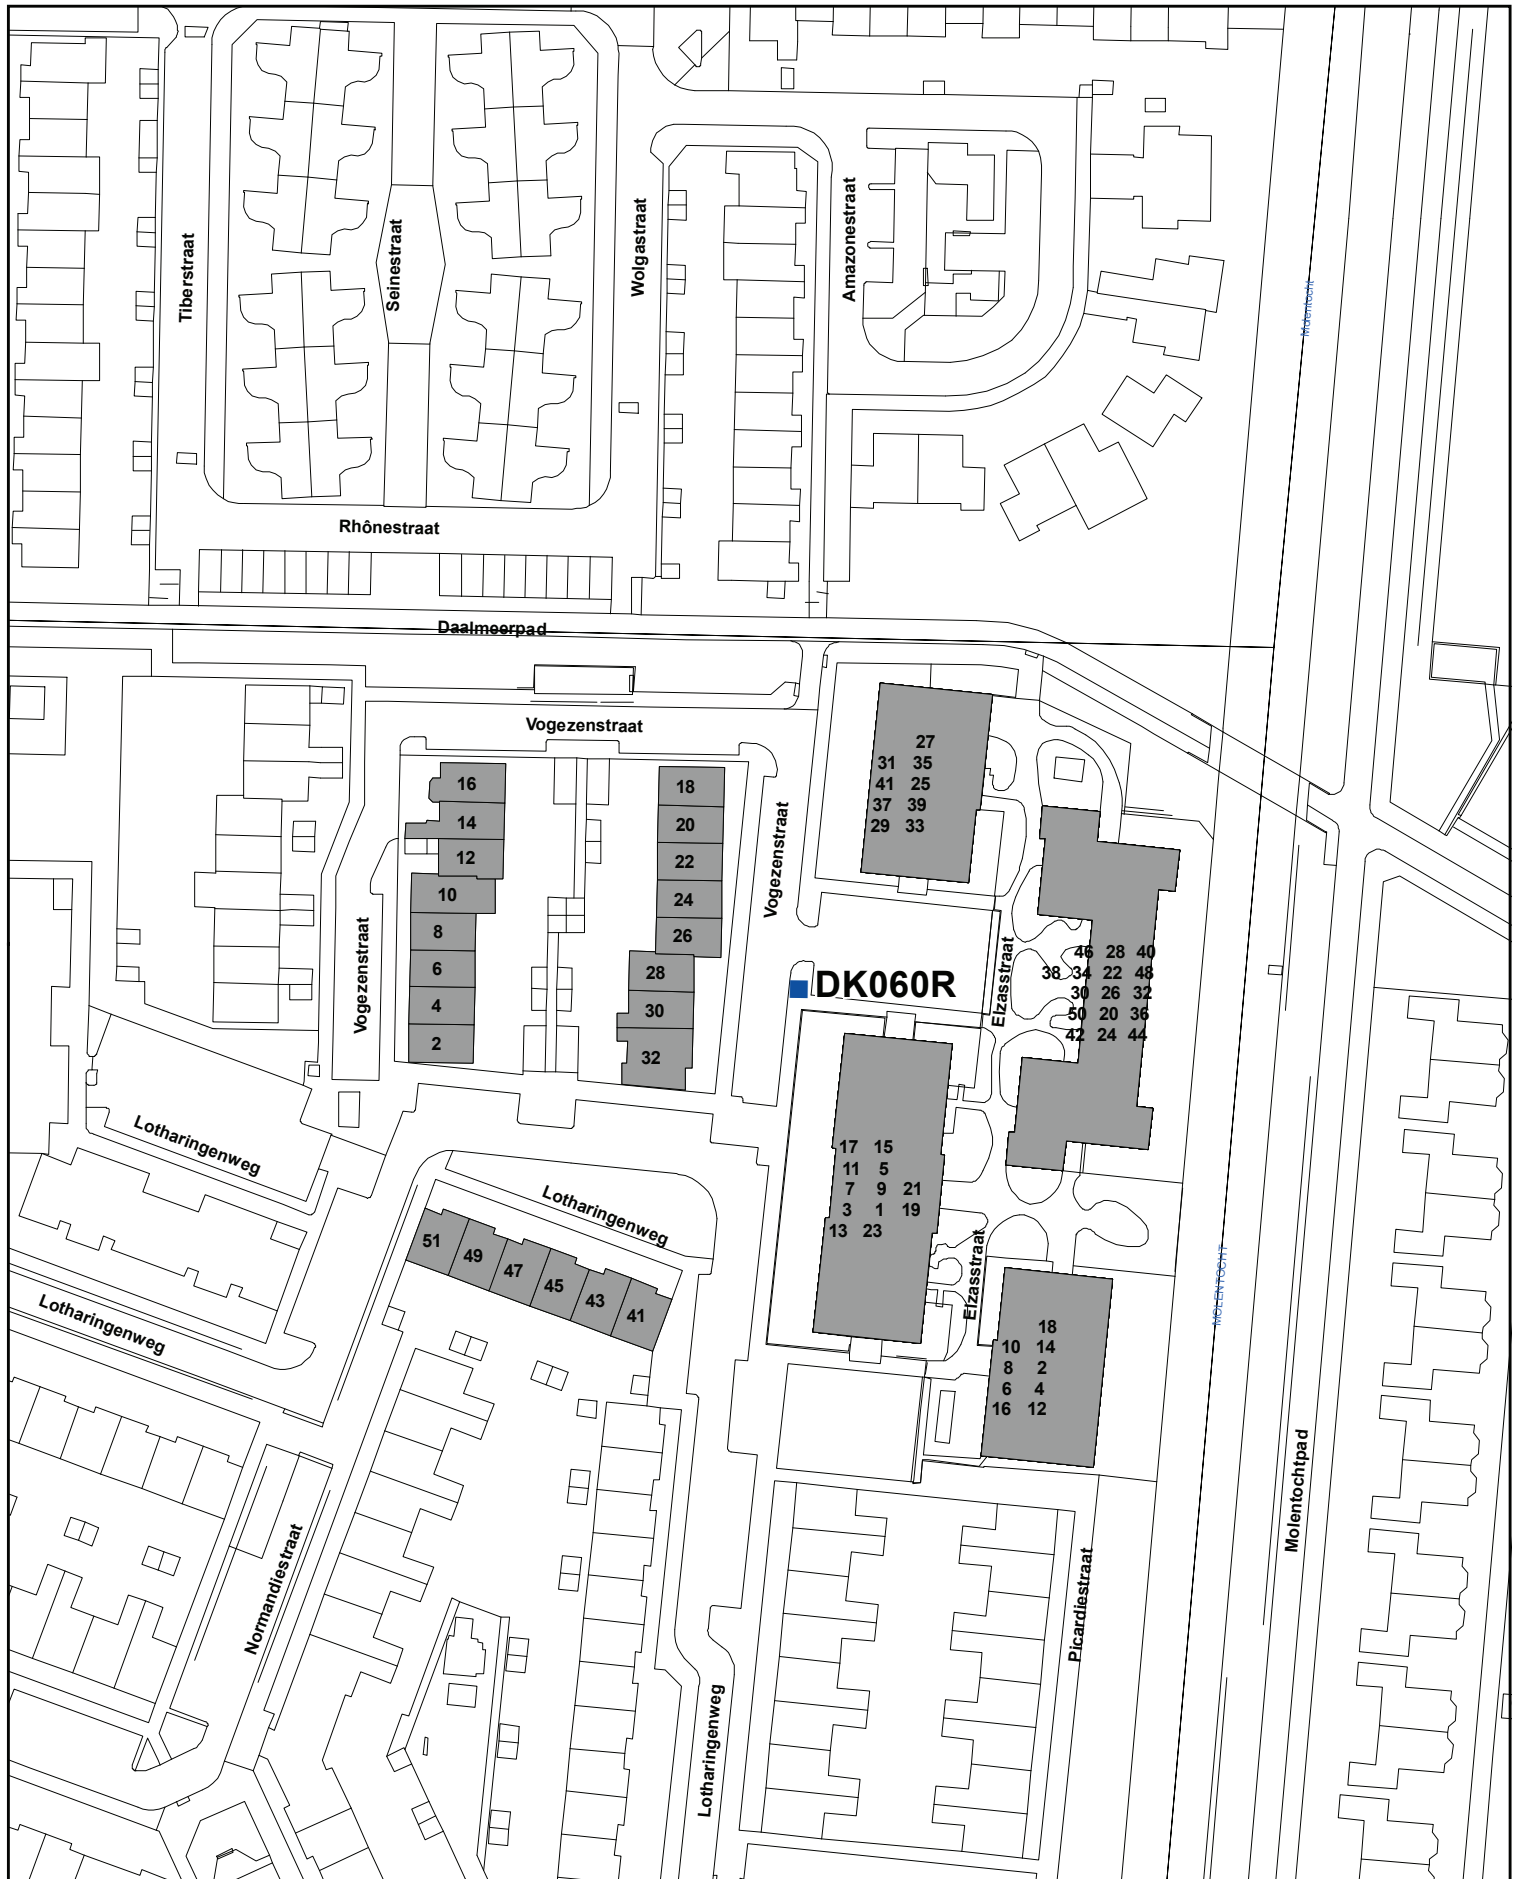 Tiberstraat
Seinestraat
Wolgastraat
Amazonestraat
Molentocht
Rhônestraat
Daalmeerpad
Vogezenstraat
27
31 35
41 25
37 39
29 33
16
14
12
10
8
6
4
2
18
20
22
24
26
28
30
32
Vogezenstraat
Vogezenstraat
DK060R
Elzasstraat
46 28 40
38 34 22 48
30 26 32
50 20 36
42 24 44
Lotharingenweg
17 15
11 5
7 9 21
3 1 19
13 23
Lotharingenweg
51
49
47
45
43
41
Elzasstraat
MOLENTOCHT
Lotharingenweg
18
10 14
8 2
6 4
16 12
Molentochtpad
Normandiestraat
Picardiestraat
Lotharingenweg